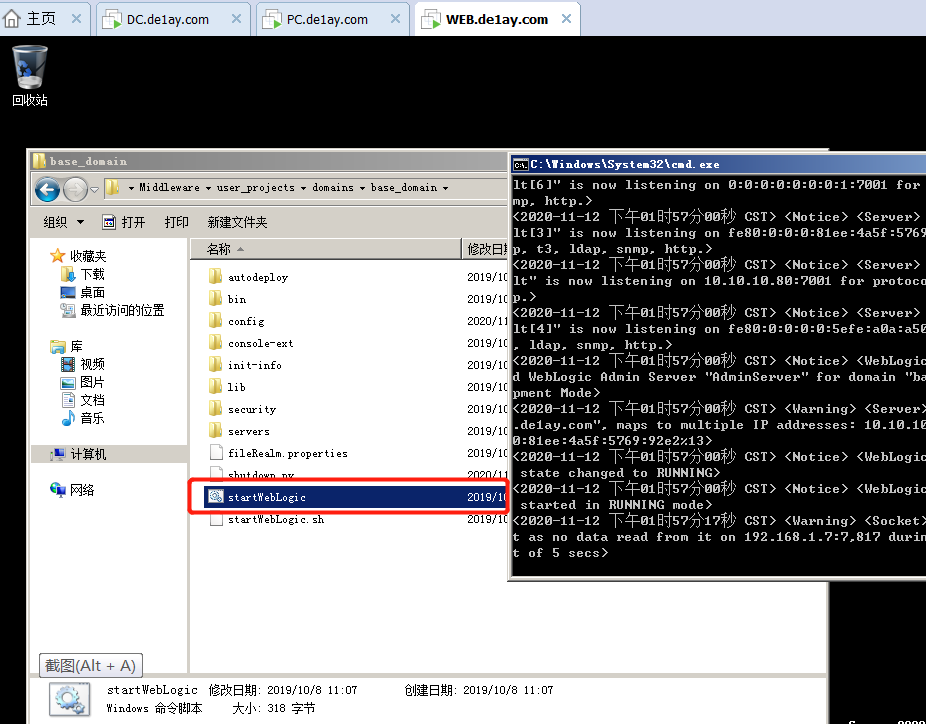 主页
DC.de1ay.com
PC.de1ay.com
WEB.de1ay.com
回收站
base_domain
Middleware user_projects domains base_domain
组织 打开 打印 新建文件夹
收藏夹
下载
桌面
最近访问的位置
库
视频
图片
文档
音乐
计算机
网络
名称 修改日期
autodeploy 2019/10
bin 2019/10
config 2020/11
console-ext 2019/10
init-info 2019/10
lib 2019/10
security 2019/10
servers 2019/10
fileRealm.properties 2019/10
shutdown.py 2020/11
startWebLogic 2019/10
startWebLogic.sh 2019/10
C:\Windows\System32\cmd.exe
lt[6]" is now listening on 0:0:0:0:0:0:0:1:7001 for
mp, http.>
<2020-11-12 下午01时57分00秒 CST> <Notice> <Server>
lt[3]" is now listening on fe80:0:0:0:81ee:4a5f:5769
p, t3, ldap, snmp, http.>
<2020-11-12 下午01时57分00秒 CST> <Notice> <Server>
lt" is now listening on 10.10.10.80:7001 for protoco
p.>
<2020-11-12 下午01时57分00秒 CST> <Notice> <Server>
lt[4]" is now listening on fe80:0:0:0:0:5efe:a0a:a50
, ldap, snmp, http.>
<2020-11-12 下午01时57分00秒 CST> <Notice> <WebLogic
d WebLogic Admin Server "AdminServer" for domain "ba
pment Mode>
<2020-11-12 下午01时57分00秒 CST> <Warning> <Server>
.de1ay.com", maps to multiple IP addresses: 10.10.10
0:81ee:4a5f:5769:92e2%13>
<2020-11-12 下午01时57分00秒 CST> <Notice> <WebLogic
state changed to RUNNING>
<2020-11-12 下午01时57分00秒 CST> <Notice> <WebLogic
started in RUNNING mode>
<2020-11-12 下午01时57分17秒 CST> <Warning> <Socket>
t as no data read from it on 192.168.1.7:7,817 durin
t of 5 secs>
截图(Alt + A)
startWebLogic 修改日期: 2019/10/8 11:07 创建日期: 2019/10/8 11:07
Windows 命令脚本 大小: 318 字节